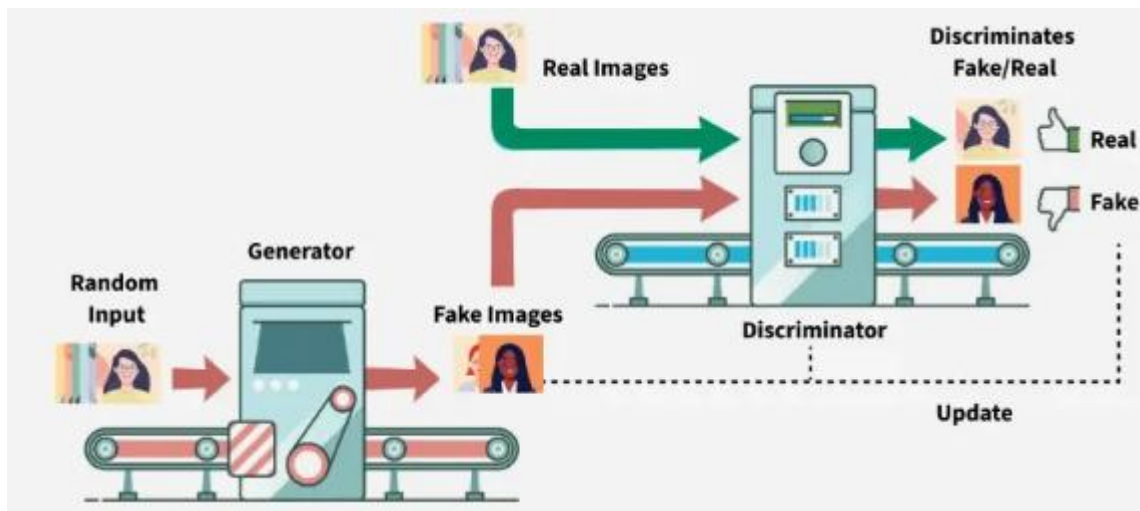 Discriminates
Fake/Real
Real Images
Real
Fake
Generator
Random
Input
Fake Images
Discriminator
Update